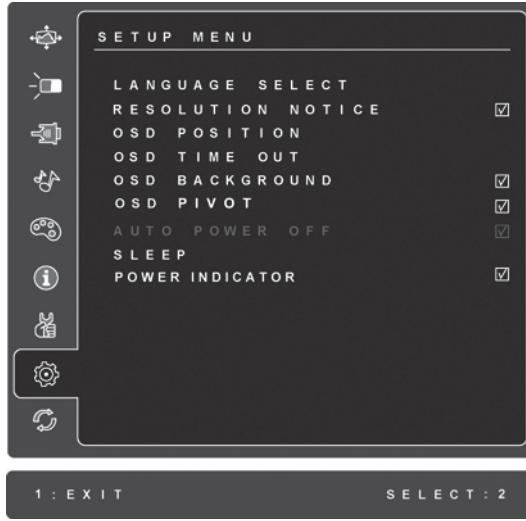 SETUP MENU
LANGUAGE SELECT
RESOLUTION NOTICE
OSD POSITION
OSD TIME OUT
OSD BACKGROUND
OSD PIVOT
AUTO POWER OFF
SLEEP
POWER INDICATOR
1:EXIT SELECT:2